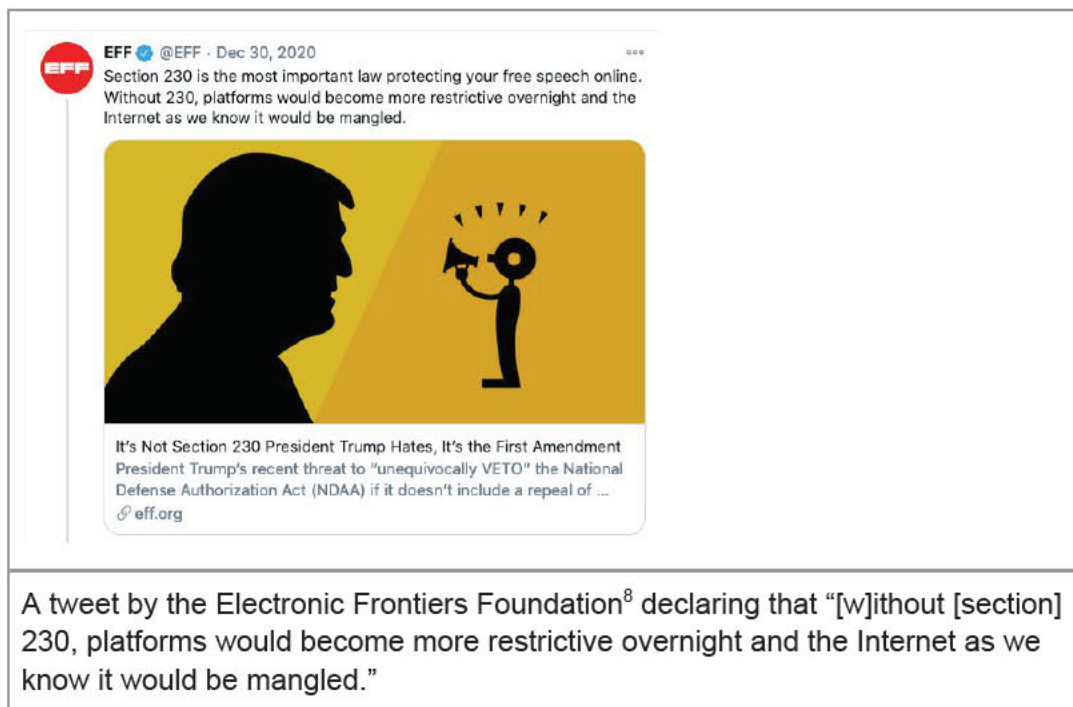 EFF @EFF · Dec 30, 2020
Section 230 is the most important law protecting your free speech online.
Without 230, platforms would become more restrictive overnight and the
Internet as we know it would be mangled.
EFF
It's Not Section 230 President Trump Hates, It's the First Amendment
President Trump's recent threat to "unequivocally VETO" the National
Defense Authorization Act (NDAA) if it doesn't include a repeal of ...
eff.org
A tweet by the Electronic Frontiers Foundation⁸ declaring that “[w]ithout [section]
230, platforms would become more restrictive overnight and the Internet as we
know it would be mangled.”